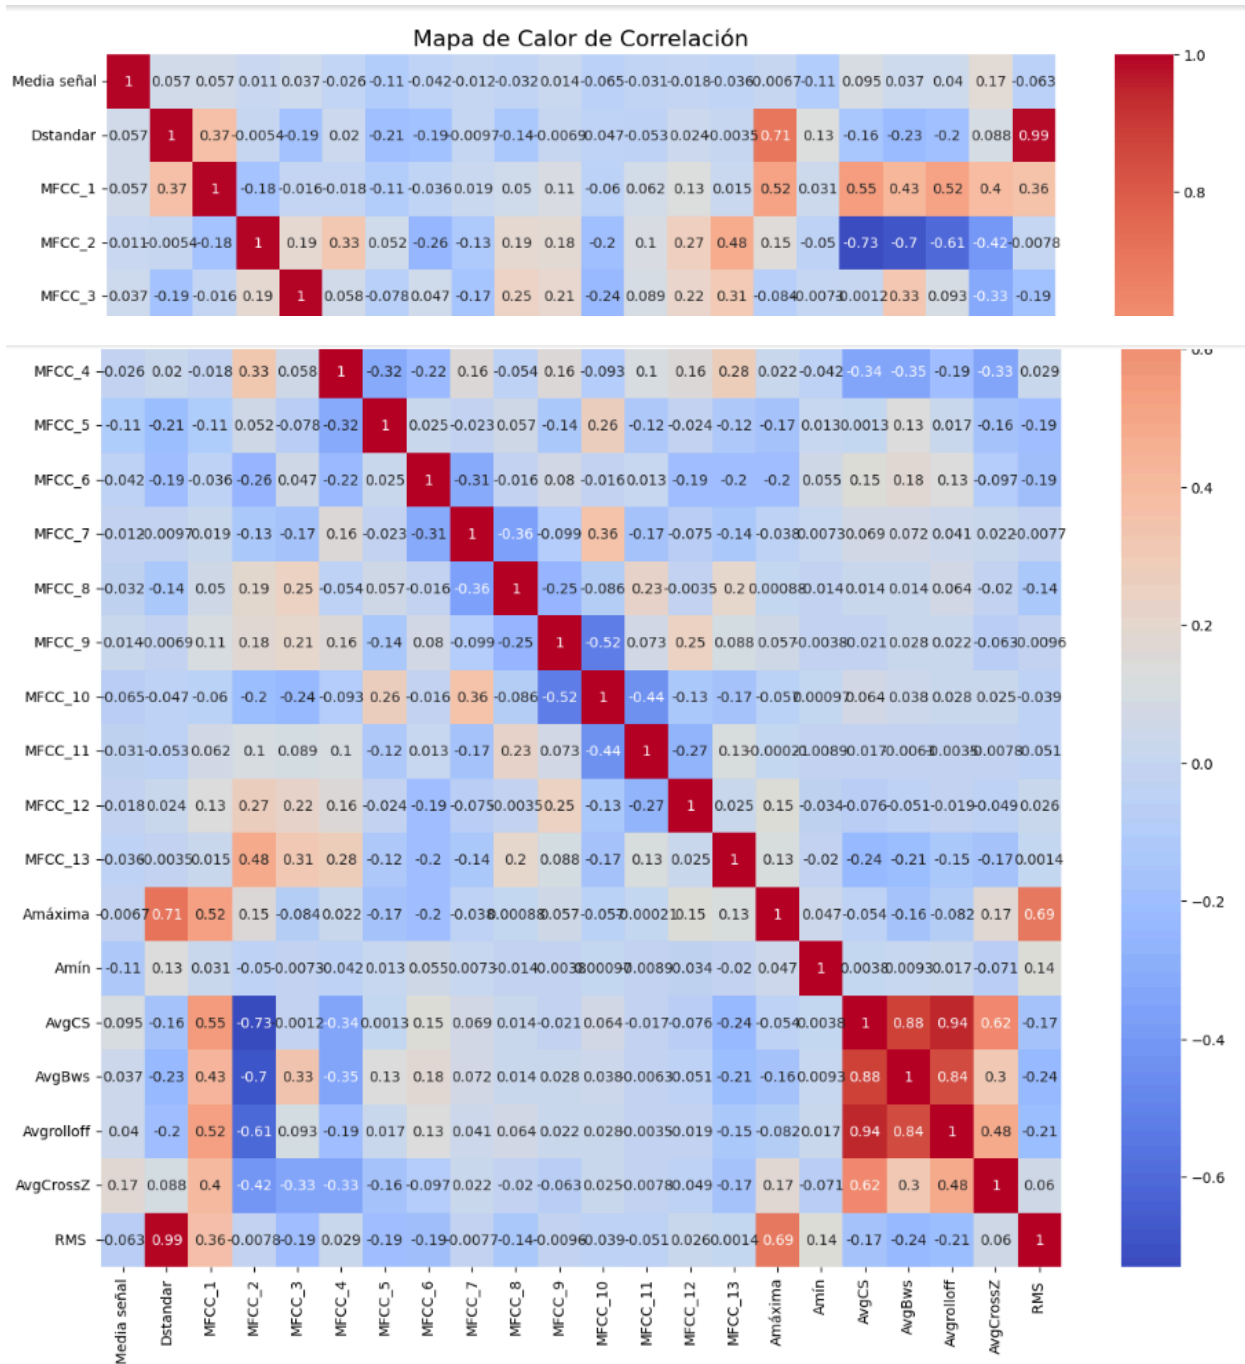 Mapa de Calor de Correlación
Media señal 1 0.057 0.057 0.011 0.037 -0.026 -0.11 -0.042 -0.012 -0.032 0.014 -0.065 -0.031 -0.018 -0.036 0.0067 -0.11 0.095 0.037 0.04 0.17 -0.063
1.0
Dstandar -0.057 1 0.37 -0.0054 -0.19 0.02 -0.21 -0.19 -0.0097 -0.14 -0.0069 0.047 -0.053 0.024 0.0035 0.71 0.13 -0.16 -0.23 -0.2 0.088 0.99
MFCC_1 -0.057 0.37 1 -0.18 -0.016 -0.018 -0.11 -0.036 0.019 0.05 0.11 -0.06 0.062 0.13 0.015 0.52 0.031 0.55 0.43 0.52 0.4 0.36
0.8
MFCC_2 -0.011 0.0054 -0.18 1 0.19 0.33 0.052 -0.26 -0.13 0.19 0.18 -0.2 0.1 0.27 0.48 0.15 -0.05 -0.73 -0.7 -0.61 -0.42 -0.0078
MFCC_3 -0.037 -0.19 -0.016 0.19 1 0.058 -0.078 0.047 -0.17 0.25 0.21 -0.24 0.089 0.22 0.31 -0.084 0.33 0.093 -0.33 -0.19
MFCC_4 -0.026 0.02 -0.018 0.33 0.058 1 -0.32 -0.22 0.16 -0.054 0.16 -0.093 0.1 0.16 0.28 0.022 -0.042 -0.34 -0.35 -0.19 -0.33 0.029
MFCC_5 -0.11 -0.21 -0.11 0.052 -0.078 -0.32 1 0.025 -0.023 0.057 -0.14 0.26 -0.12 -0.024 -0.12 -0.17 0.013 0.0013 0.13 0.017 -0.16 -0.19
MFCC_6 -0.042 -0.19 -0.036 -0.26 0.047 -0.22 0.025 1 -0.31 -0.016 0.08 -0.016 0.013 -0.19 -0.2 -0.2 0.055 0.15 0.18 0.13 -0.097 -0.19
0.4
MFCC_7 -0.012 0.0097 0.019 -0.13 -0.17 0.16 -0.023 -0.31 1 -0.36 -0.099 0.36 -0.17 -0.075 -0.14 -0.038 0.0073 0.069 0.072 0.041 0.022 -0.0077
MFCC_8 -0.032 -0.14 0.05 0.19 0.25 -0.054 0.057 -0.016 -0.36 1 -0.25 -0.086 0.23 -0.0035 0.2 0.00088 0.014 0.014 0.014 0.064 -0.02 -0.14
0.2
MFCC_9 -0.014 0.0069 0.11 0.18 0.21 0.16 -0.14 0.08 -0.099 -0.25 1 -0.52 0.073 0.25 0.088 0.057 -0.0038 -0.021 0.028 0.022 -0.063 0.0096
MFCC_10 -0.065 -0.047 -0.06 -0.2 -0.24 -0.093 0.26 -0.016 0.36 -0.086 -0.52 1 -0.44 -0.13 -0.17 -0.057 0.00097 0.064 0.038 0.028 0.025 -0.039
MFCC_11 -0.031 -0.053 0.062 0.1 0.089 0.1 -0.12 0.013 -0.17 0.23 0.073 -0.44 1 -0.27 0.13 -0.00021 0.0089 -0.017 -0.0063 -0.0035 -0.0078 -0.051
0.0
MFCC_12 -0.018 0.024 0.13 0.27 0.22 0.16 -0.024 -0.19 -0.075 0.0035 0.25 -0.13 -0.27 1 0.025 0.15 -0.034 -0.076 -0.051 -0.019 -0.049 0.026
MFCC_13 -0.036 0.0035 0.015 0.48 0.31 0.28 -0.12 -0.2 -0.14 0.2 0.088 -0.17 0.13 0.025 1 0.13 -0.02 -0.24 -0.21 -0.15 -0.17 0.0014
Amáxima -0.0067 0.71 0.52 0.15 -0.084 0.022 -0.17 -0.2 -0.038 0.00088 0.057 -0.057 0.00021 0.15 0.13 1 0.047 -0.054 -0.16 -0.082 0.17 0.69
−0.2
Amín -0.11 0.13 0.031 -0.05 -0.0073 -0.042 0.013 0.055 0.0073 -0.014 0.0089 -0.034 -0.02 0.047 1 0.0038 0.0093 0.017 -0.071 0.14
AvgCS -0.095 -0.16 0.55 -0.73 0.0012 -0.34 0.0013 0.15 0.069 0.014 -0.021 0.064 -0.017 -0.076 -0.24 -0.054 0.0038 1 0.88 0.94 0.62 -0.17
−0.4
AvgBws -0.037 -0.23 0.43 -0.7 0.33 -0.35 0.13 0.18 0.072 0.014 0.028 0.038 -0.0063 -0.051 -0.21 -0.16 0.0093 0.88 1 0.84 0.3 -0.24
Avgrolloff - 0.04 -0.2 0.52 -0.61 0.093 -0.19 0.017 0.13 0.041 0.064 0.022 0.028 -0.0035 -0.019 -0.15 -0.082 0.017 0.94 0.84 1 0.48 -0.21
AvgCrossZ - 0.17 0.088 0.4 -0.42 -0.33 -0.33 -0.16 -0.097 0.022 -0.02 -0.063 0.025 -0.0078 -0.049 -0.17 0.17 -0.071 0.62 0.3 0.48 1 0.06
−0.6
RMS -0.063 0.99 0.36 -0.0078 -0.19 0.029 -0.19 -0.19 -0.0077 -0.14 -0.0096 -0.039 -0.051 0.026 0.0014 0.69 0.14 -0.17 -0.24 -0.21 0.06 1
Media señal Dstandar MFCC_1 MFCC_2 MFCC_3 MFCC_4 MFCC_5 MFCC_6 MFCC_7 MFCC_8 MFCC_9 MFCC_10 MFCC_11 MFCC_12 MFCC_13 Amáxima Amín AvgCS AvgBws Avgrolloff AvgCrossZ RMS